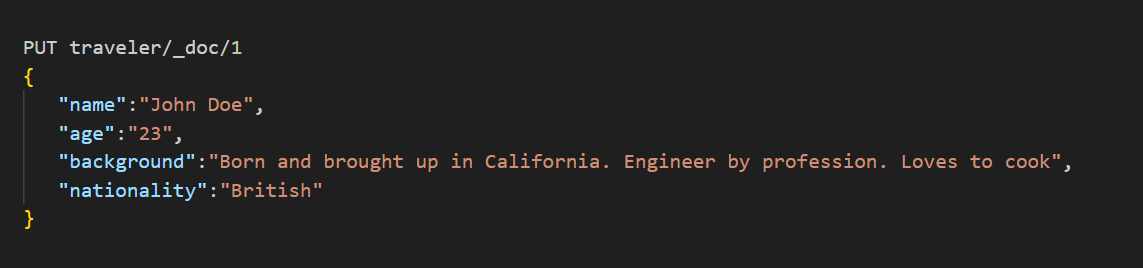 PUT traveler/_doc/1
{
"name":"John Doe",
"age":"23",
"background":"Born and brought up in California. Engineer by profession. Loves to cook",
"nationality":"British"
}